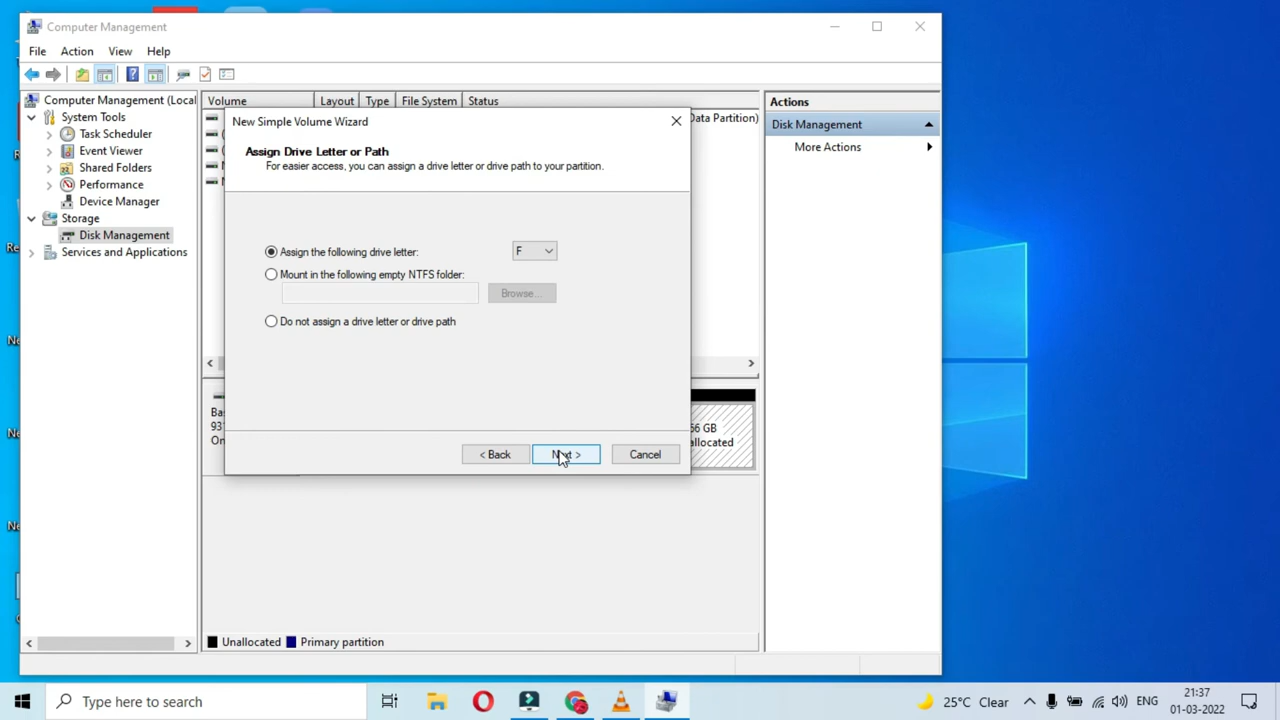 Computer Management
File Action View Help
Computer Management (Local
System Tools
Task Scheduler
Event Viewer
Shared Folders
Performance
Device Manager
Storage
Disk Management
Services and Applications
Volume Layout Type File System Status
Data Partition)
New Simple Volume Wizard
Assign Drive Letter or Path
For easier access, you can assign a drive letter or drive path to your partition.
Assign the following drive letter: F
Mount in the following empty NTFS folder:
Browse...
Do not assign a drive letter or drive path
< Back Next > Cancel
Ba
931
On
66 GB
allocated
Unallocated Primary partition
Actions
Disk Management
More Actions
Type here to search
25°C Clear
ENG
21:37
01-03-2022